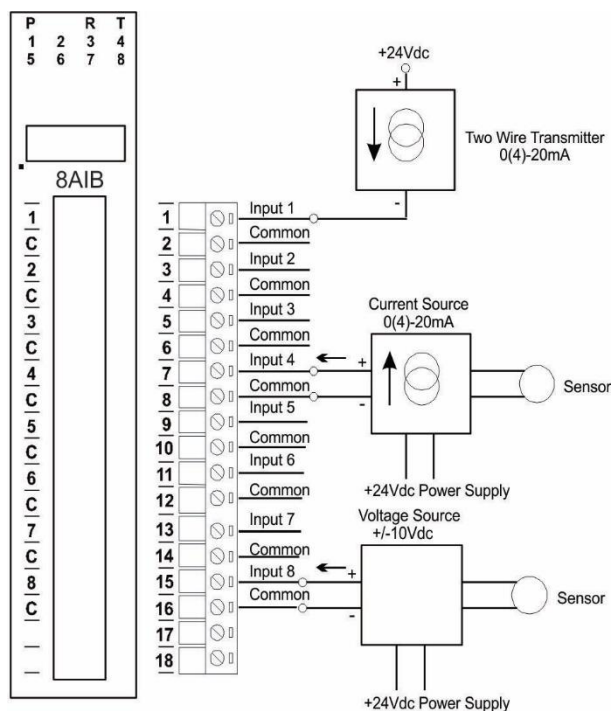 P R T
1 2 3 4
5 6 7 8
8AIB
1
C
2
C
3
C
4
C
5
C
6
C
7
C
8
C
1 Input 1
2 Common
3 Input 2
4 Common
5 Input 3
6 Common
7 Input 4
8 Common
9 Input 5
10 Common
11 Input 6
12 Common
13 Input 7
14 Common
15 Input 8
16 Common
17
18
+24Vdc
+
Two Wire Transmitter
0(4)-20mA
-
Current Source
0(4)-20mA
+
-
Sensor
+24Vdc Power Supply
Voltage Source
+/-10Vdc
+
-
Sensor
+24Vdc Power Supply